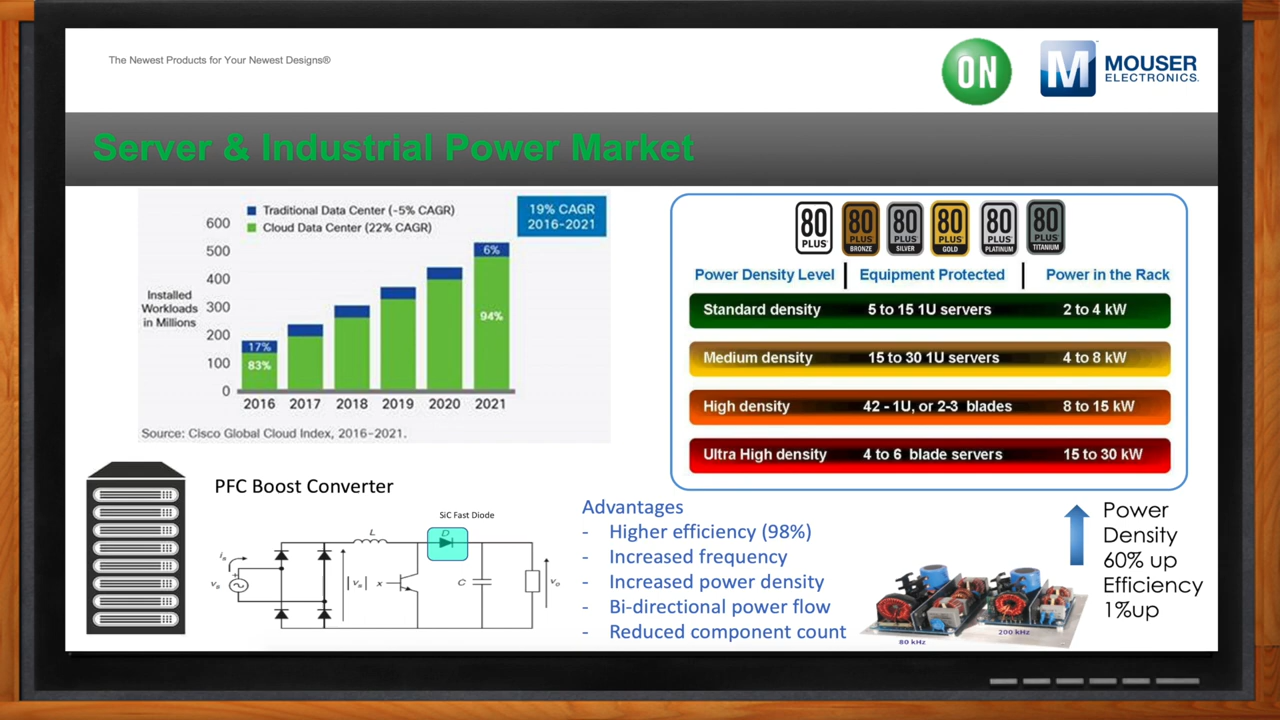 The Newest Products for Your Newest Designs®
ON
M MOUSER
ELECTRONICS.
Server & Industrial Power Market
Traditional Data Center (-5% CAGR)
Cloud Data Center (22% CAGR)
19% CAGR
2016-2021
600
500
400
300
200
100
0
Installed
Workloads
in Millions
17%
83%
6%
94%
2016 2017 2018 2019 2020 2021
Source: Cisco Global Cloud Index, 2016-2021.
80 PLUS
80 PLUS BRONZE
80 PLUS SILVER
80 PLUS GOLD
80 PLUS PLATINUM
80 PLUS TITANIUM
Power Density Level Equipment Protected Power in the Rack
Standard density 5 to 15 1U servers 2 to 4 kW
Medium density 15 to 30 1U servers 4 to 8 kW
High density 42 - 1U, or 2-3 blades 8 to 15 kW
Ultra High density 4 to 6 blade servers 15 to 30 kW
PFC Boost Converter
SiC Fast Diode
L
D
is
vs
|vs|
x
C
vo
Advantages
- Higher efficiency (98%)
- Increased frequency
- Increased power density
- Bi-directional power flow
- Reduced component count
80 kHz
200 kHz
Power
Density
60% up
Efficiency
1%up